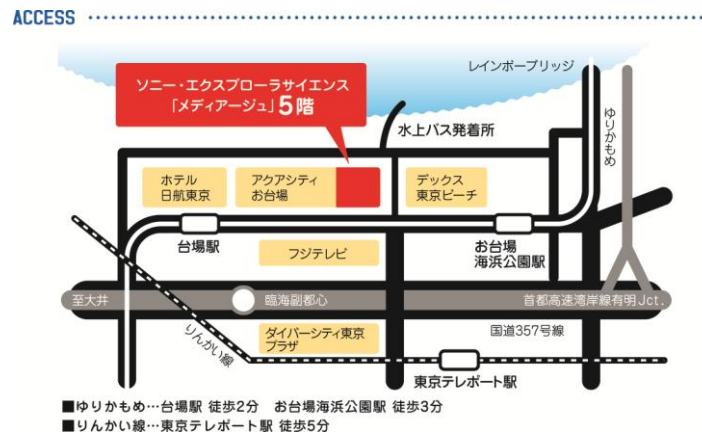 ACCESS
レインボーブリッジ
ソニー・エクスプローラサイエンス
「メディアージュ」5階
水上バス発着所
ゆりかもめ
ホテル
日航東京
アクアシティ
お台場
デックス
東京ビーチ
台場駅
フジテレビ
お台場
海浜公園駅
至大井
臨海副都心
首都高速湾岸線有明Jct.
りんかい線
ダイバーシティ東京
プラザ
国道357号線
東京テレポート駅
■ゆりかもめ…台場駅 徒歩2分　お台場海浜公園駅 徒歩3分
■りんかい線…東京テレポート駅 徒歩5分